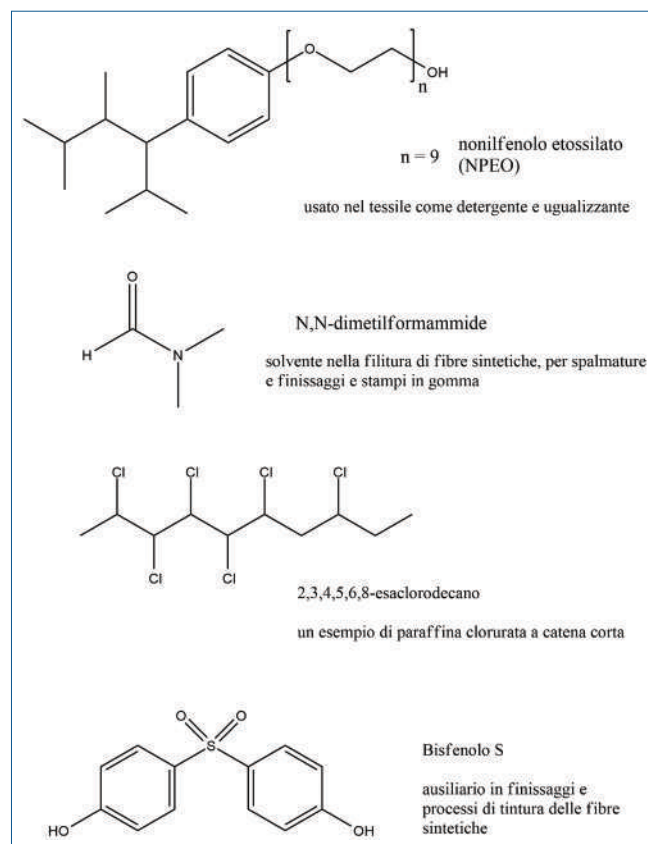 O
OH
n
n = 9
nonilfenolo etossilato
(NPEO)
usato nel tessile come detergente e ugualizzante
O
H
N
N,N-dimetilformammide
solvente nella filitura di fibre sintetiche, per spalmature
e finissaggi e stampi in gomma
Cl Cl Cl Cl
Cl Cl
2,3,4,5,6,8-esaclorodecano
un esempio di paraffina clorurata a catena corta
O O
S
HO OH
Bisfenolo S
ausiliario in finissaggi e
processi di tintura delle fibre
sintetiche